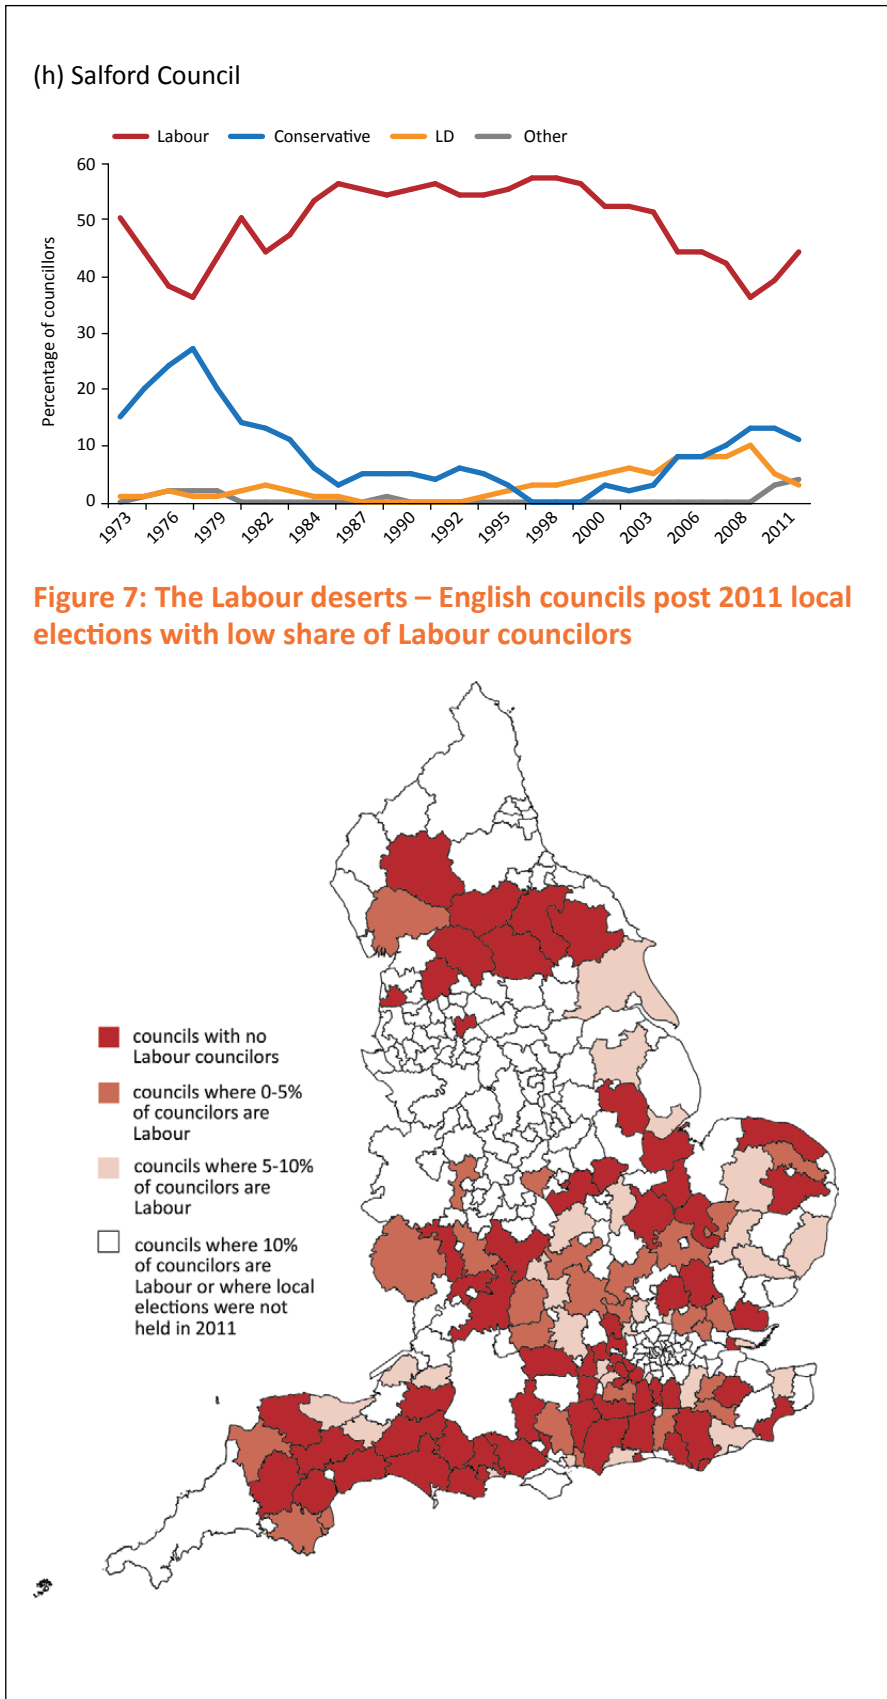 (h) Salford Council
Labour Conservative LD Other
Percentage of councillors
60
50
40
30
20
10
0
1973 1976 1979 1982 1984 1987 1990 1992 1995 1998 2000 2003 2006 2008 2011
Figure 7: The Labour deserts – English councils post 2011 local
elections with low share of Labour councilors
councils with no
Labour councilors
councils where 0-5%
of councilors are
Labour
councils where 5-10%
of councilors are
Labour
councils where 10%
of councilors are
Labour or where local
elections were not
held in 2011